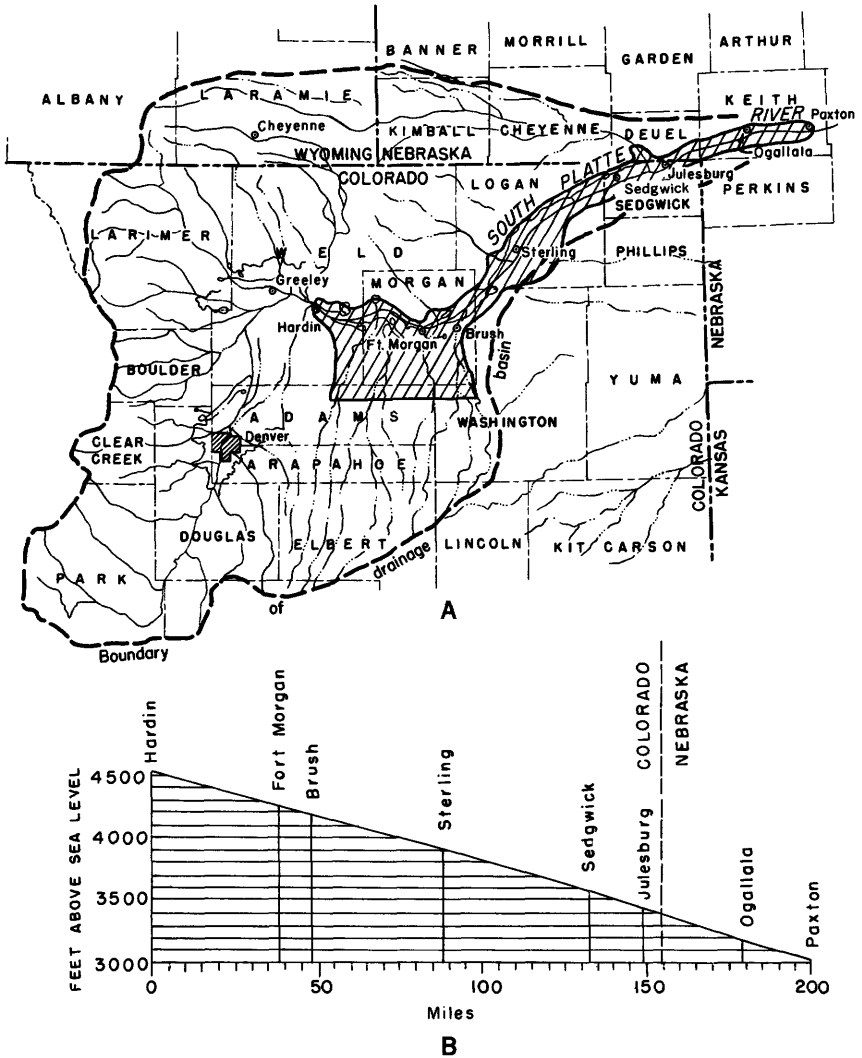 BANNER
MORRILL
GARDEN
ARTHUR
ALBANY
LARAMIE
KEITH
RIVER
Paxton
Cheyenne
KIMBALL
CHEYENNE
DEUEL
Ogallala
WYOMING NEBRASKA
COLORADO
LOGAN
SOUTH PLATTE
Julesburg
Sedgwick
SEDGWICK
PERKINS
LARIMER
WELD
Sterling
PHILLIPS
Greeley
MORGAN
NEBRASKA
Hardin
Ft. Morgan
Brush
basin
BOULDER
YUMA
ADAMS
WASHINGTON
CLEAR
CREEK
Denver
ARAPAHOE
COLORADO
KANSAS
DOUGLAS
ELBERT
LINCOLN
KIT CARSON
drainage
PARK
of
A
Boundary
Hardin
Fort Morgan
Brush
Sterling
Sedgwick
Julesburg
COLORADO
NEBRASKA
Ogallala
Paxton
FEET ABOVE SEA LEVEL
4500
4000
3500
3000
0 50 100 150 200
Miles
B